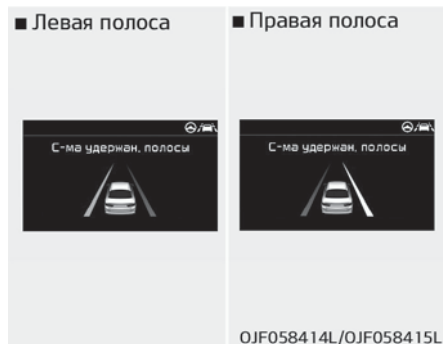 ■ Левая полоса
■ Правая полоса
С-ма удержан. полосы
С-ма удержан. полосы
OJF058414L/OJF058415L